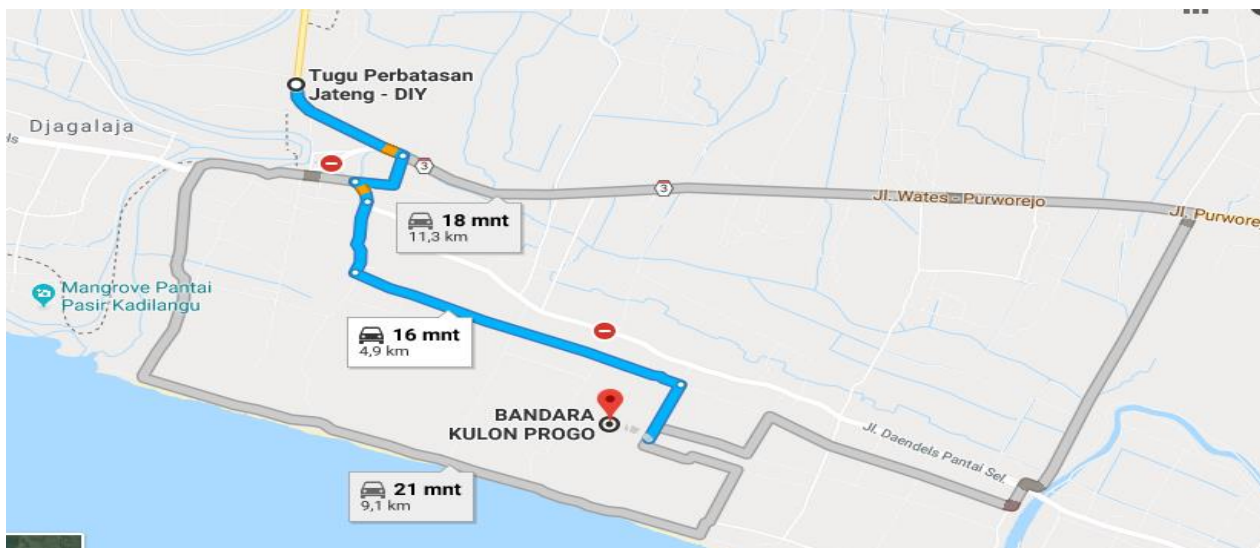 Tugu Perbatasan
Jateng - DIY
Djagalaja
3
3
Jl. Wates - Purworejo
Jl. Purworej
18 mnt
11,3 km
Mangrove Pantai
Pasir Kadilangu
16 mnt
4,9 km
BANDARA
KULON PROGO
Jl. Daendels Pantai Sel.
21 mnt
9,1 km